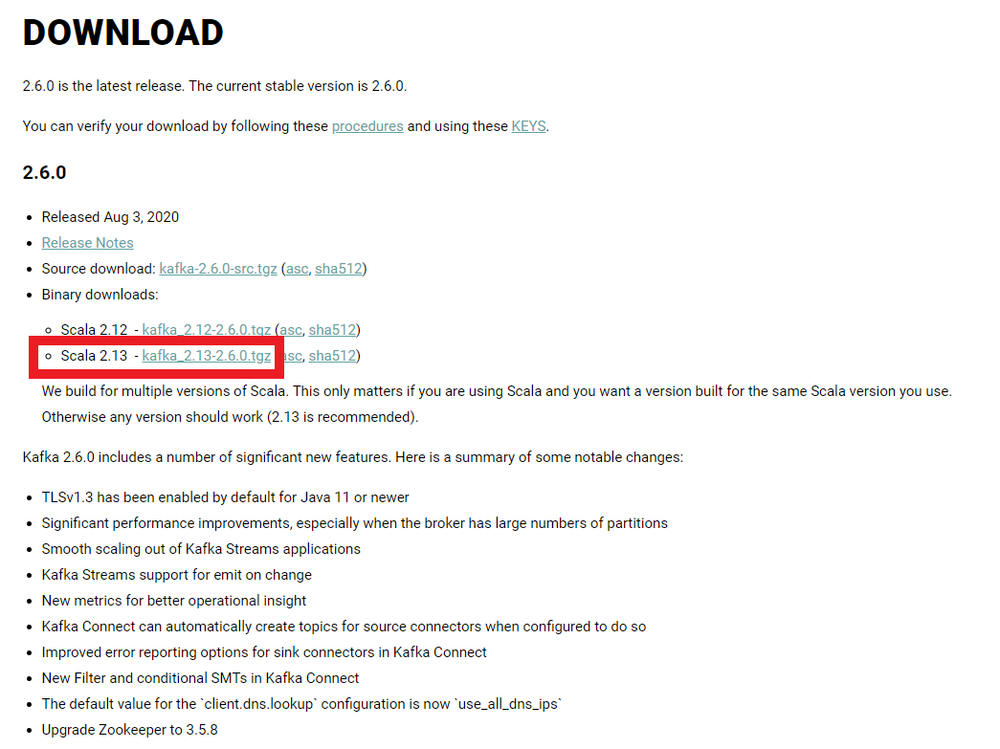 DOWNLOAD
2.6.0 is the latest release. The current stable version is 2.6.0.
You can verify your download by following these procedures and using these KEYS.
2.6.0
Released Aug 3, 2020
Release Notes
Source download: kafka-2.6.0-src.tgz (asc, sha512)
Binary downloads:
Scala 2.12 - kafka_2.12-2.6.0.tgz (asc, sha512)
Scala 2.13 - kafka_2.13-2.6.0.tgz asc, sha512)
We build for multiple versions of Scala. This only matters if you are using Scala and you want a version built for the same Scala version you use.
Otherwise any version should work (2.13 is recommended).
Kafka 2.6.0 includes a number of significant new features. Here is a summary of some notable changes:
TLSv1.3 has been enabled by default for Java 11 or newer
Significant performance improvements, especially when the broker has large numbers of partitions
Smooth scaling out of Kafka Streams applications
Kafka Streams support for emit on change
New metrics for better operational insight
Kafka Connect can automatically create topics for source connectors when configured to do so
Improved error reporting options for sink connectors in Kafka Connect
New Filter and conditional SMTs in Kafka Connect
The default value for the `client.dns.lookup` configuration is now `use_all_dns_ips`
Upgrade Zookeeper to 3.5.8